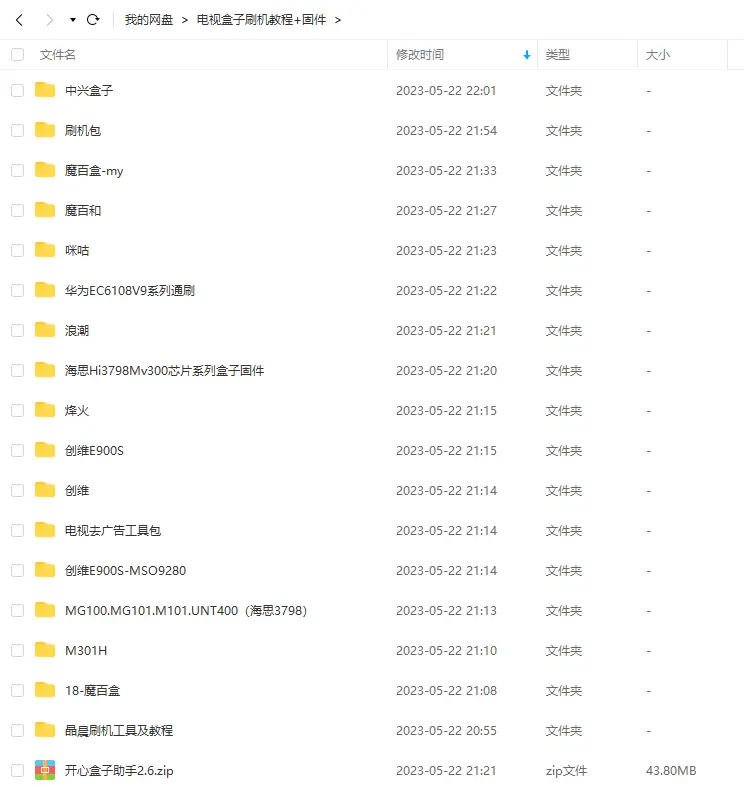 我的网盘 > 电视盒子刷机教程+固件 >
文件名 修改时间 类型 大小
中兴盒子 2023-05-22 22:01 文件夹 -
刷机包 2023-05-22 21:54 文件夹 -
魔百盒-my 2023-05-22 21:33 文件夹 -
魔百和 2023-05-22 21:27 文件夹 -
咪咕 2023-05-22 21:23 文件夹 -
华为EC6108V9系列通刷 2023-05-22 21:22 文件夹 -
浪潮 2023-05-22 21:21 文件夹 -
海思Hi3798Mv300芯片系列盒子固件 2023-05-22 21:20 文件夹 -
烽火 2023-05-22 21:15 文件夹 -
创维E900S 2023-05-22 21:15 文件夹 -
创维 2023-05-22 21:14 文件夹 -
电视去广告工具包 2023-05-22 21:14 文件夹 -
创维E900S-MSO9280 2023-05-22 21:14 文件夹 -
MG100.MG101.M101.UNT400（海思3798） 2023-05-22 21:13 文件夹 -
M301H 2023-05-22 21:10 文件夹 -
18-魔百盒 2023-05-22 21:08 文件夹 -
晶晨刷机工具及教程 2023-05-22 20:55 文件夹 -
开心盒子助手2.6.zip 2023-05-22 21:21 zip文件 43.80MB